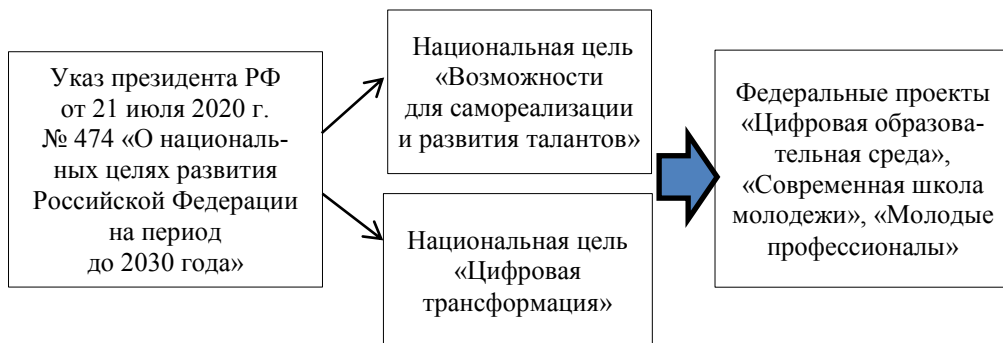 Указ президента РФ
от 21 июля 2020 г.
№ 474 «О националь-
ных целях развития
Российской Федерации
на период
до 2030 года»
Национальная цель
«Возможности
для самореализации
и развития талантов»
Национальная цель
«Цифровая
трансформация»
Федеральные проекты
«Цифровая образова-
тельная среда»,
«Современная школа
молодежи», «Молодые
профессионалы»